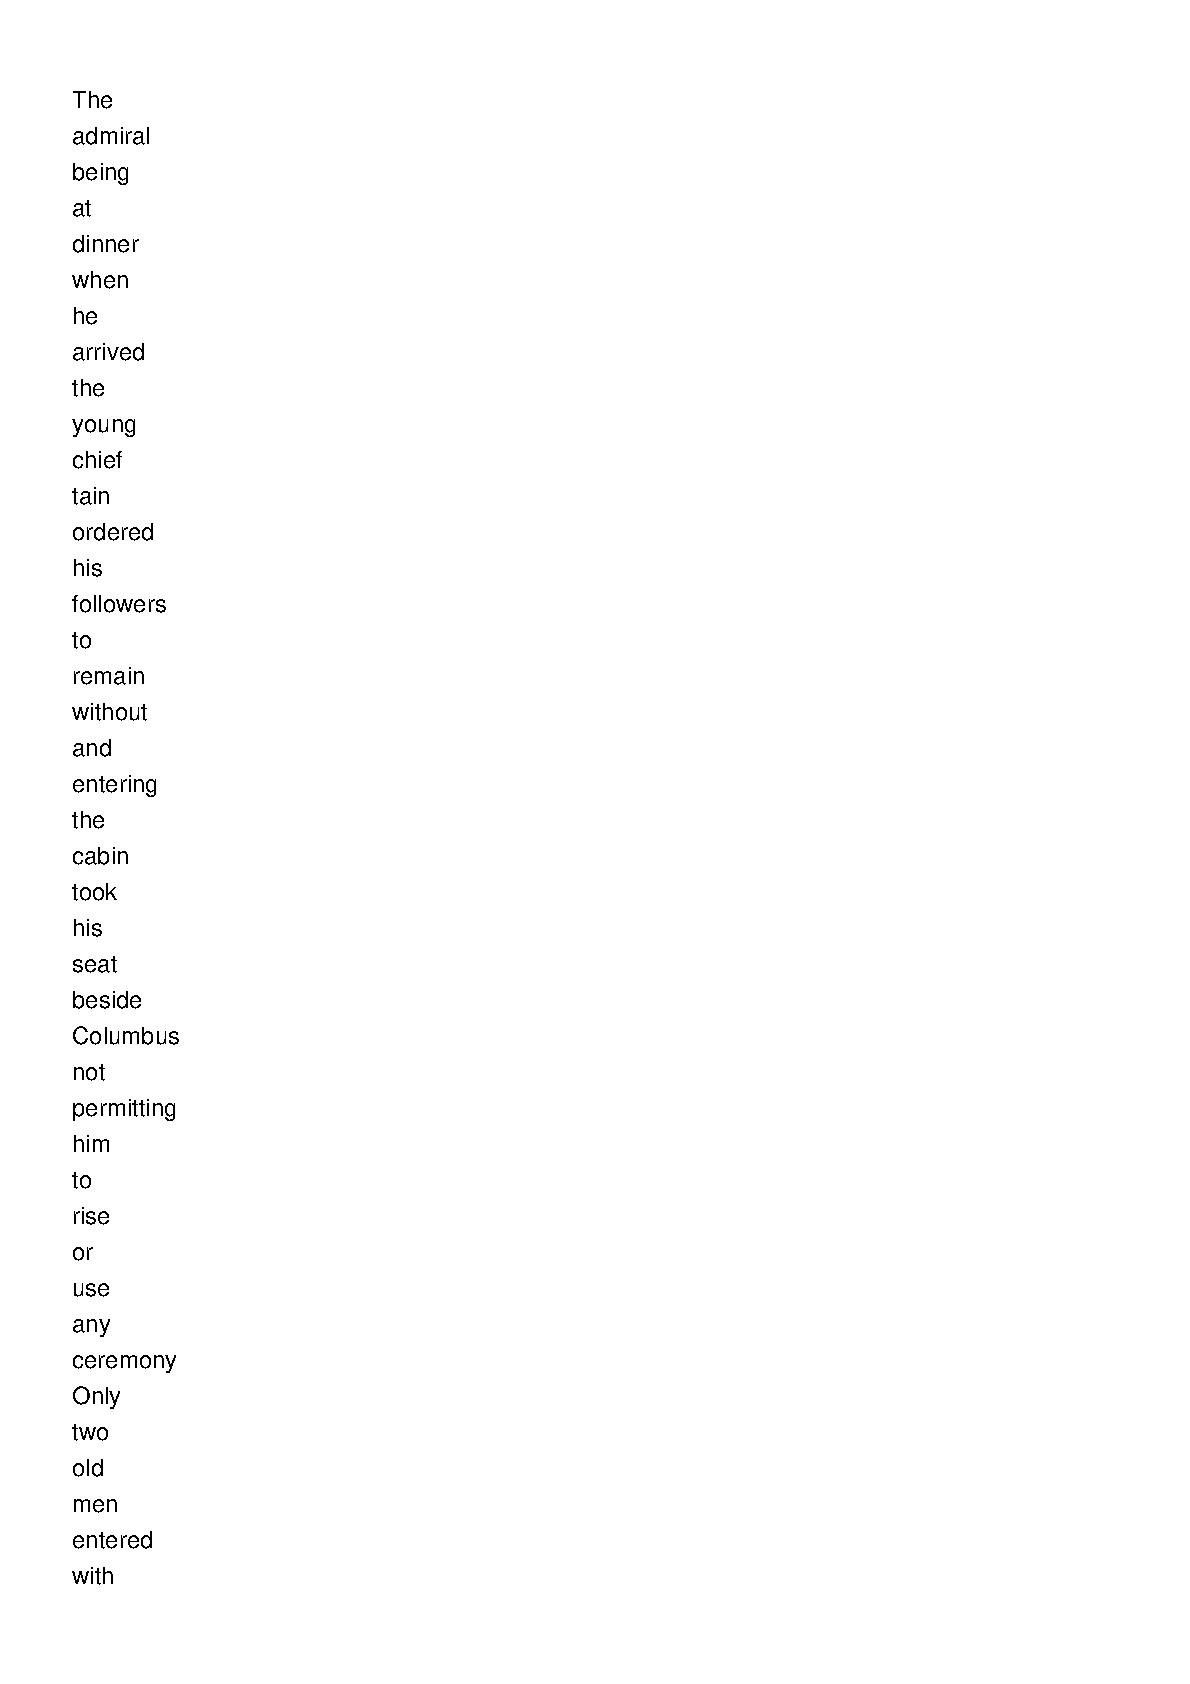 The
admiral
being
at
dinner
when
he
arrived
the
young
chief
tain
ordered
his
followers
to
remain
without
and
entering
the
cabin
took
his
seat
beside
Columbus
not
permitting
him
to
rise
or
use
any
ceremony
Only
two
old
men
entered
with